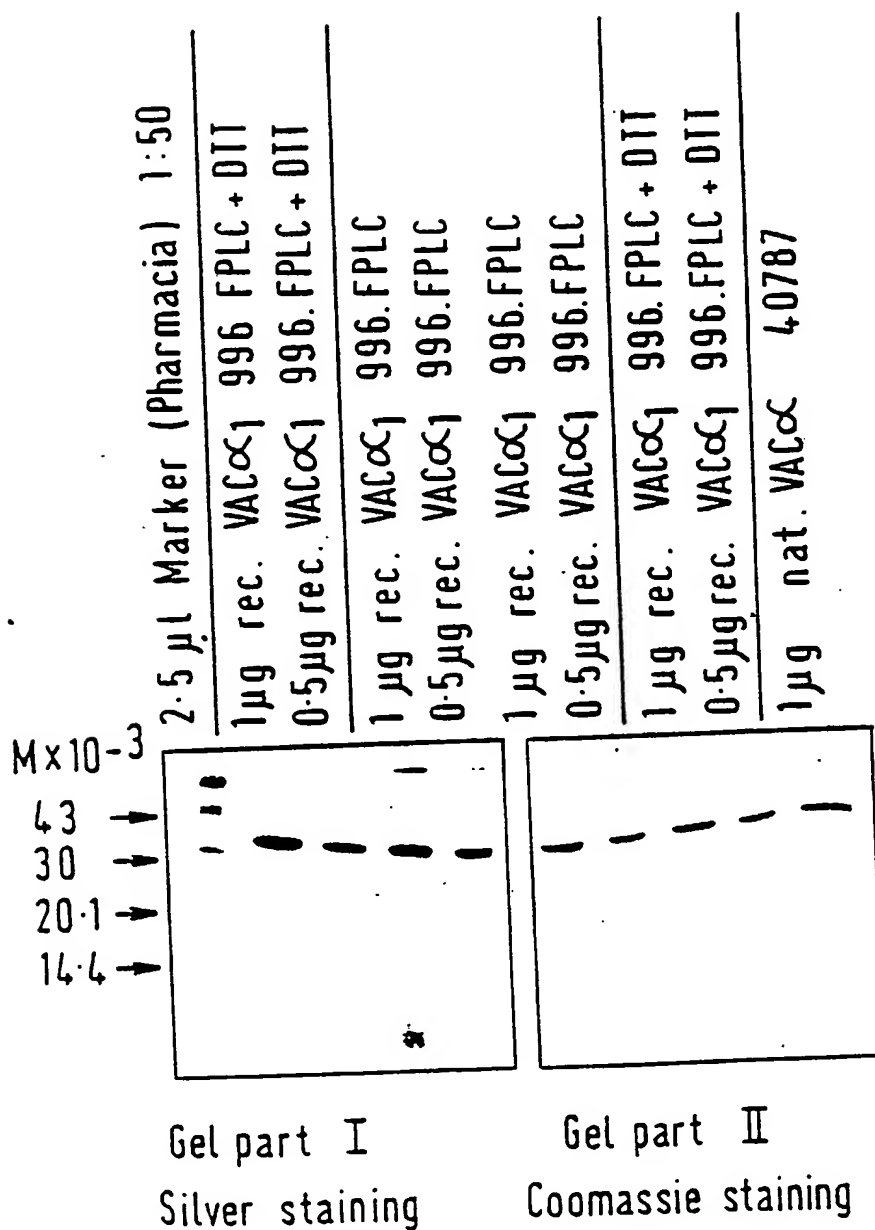 2.5 µl Marker (Pharmacia) 1:50
1µg rec. VACα1 996 FPLC + DTT
0.5µg rec. VACα1 996.FPLC + DTT
1 µg rec. VACα1 996.FPLC
0.5µg rec. VACα1 996.FPLC
1 µg rec. VACα1 996.FPLC
0.5µg rec. VACα1 996.FPLC
1 µg rec. VACα1 996.FPLC + DTT
0.5µg rec. VACα1 996.FPLC + DTT
1µg nat. VACα 40787
M×10-3
43
30
20.1
14.4
Gel part I
Silver staining
Gel part II
Coomassie staining